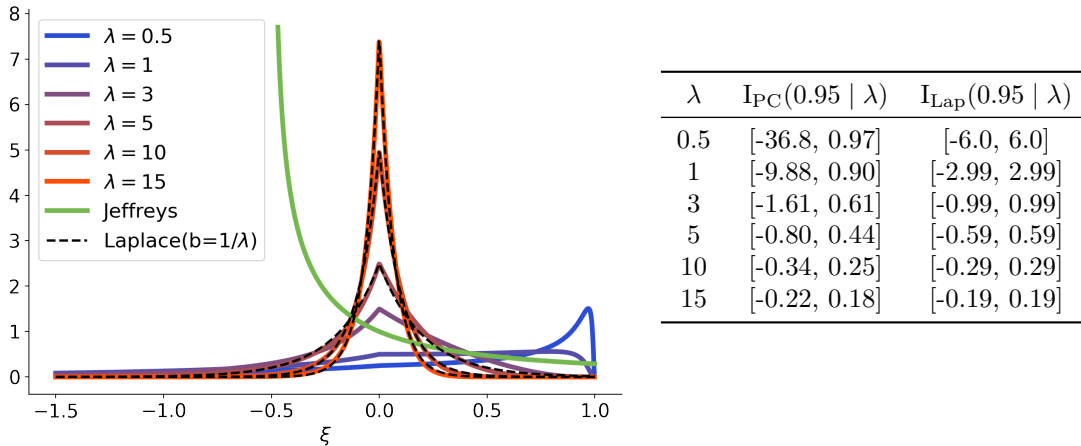 8
7
6
5
4
3
2
1
0
λ = 0.5
λ = 1
λ = 3
λ = 5
λ = 10
λ = 15
Jeffreys
Laplace(b=1/λ)
−1.5 −1.0 −0.5 0.0 0.5 1.0
ξ
λ I_PC(0.95 | λ) I_Lap(0.95 | λ)
0.5 [-36.8, 0.97] [-6.0, 6.0]
1 [-9.88, 0.90] [-2.99, 2.99]
3 [-1.61, 0.61] [-0.99, 0.99]
5 [-0.80, 0.44] [-0.59, 0.59]
10 [-0.34, 0.25] [-0.29, 0.29]
15 [-0.22, 0.18] [-0.19, 0.19]